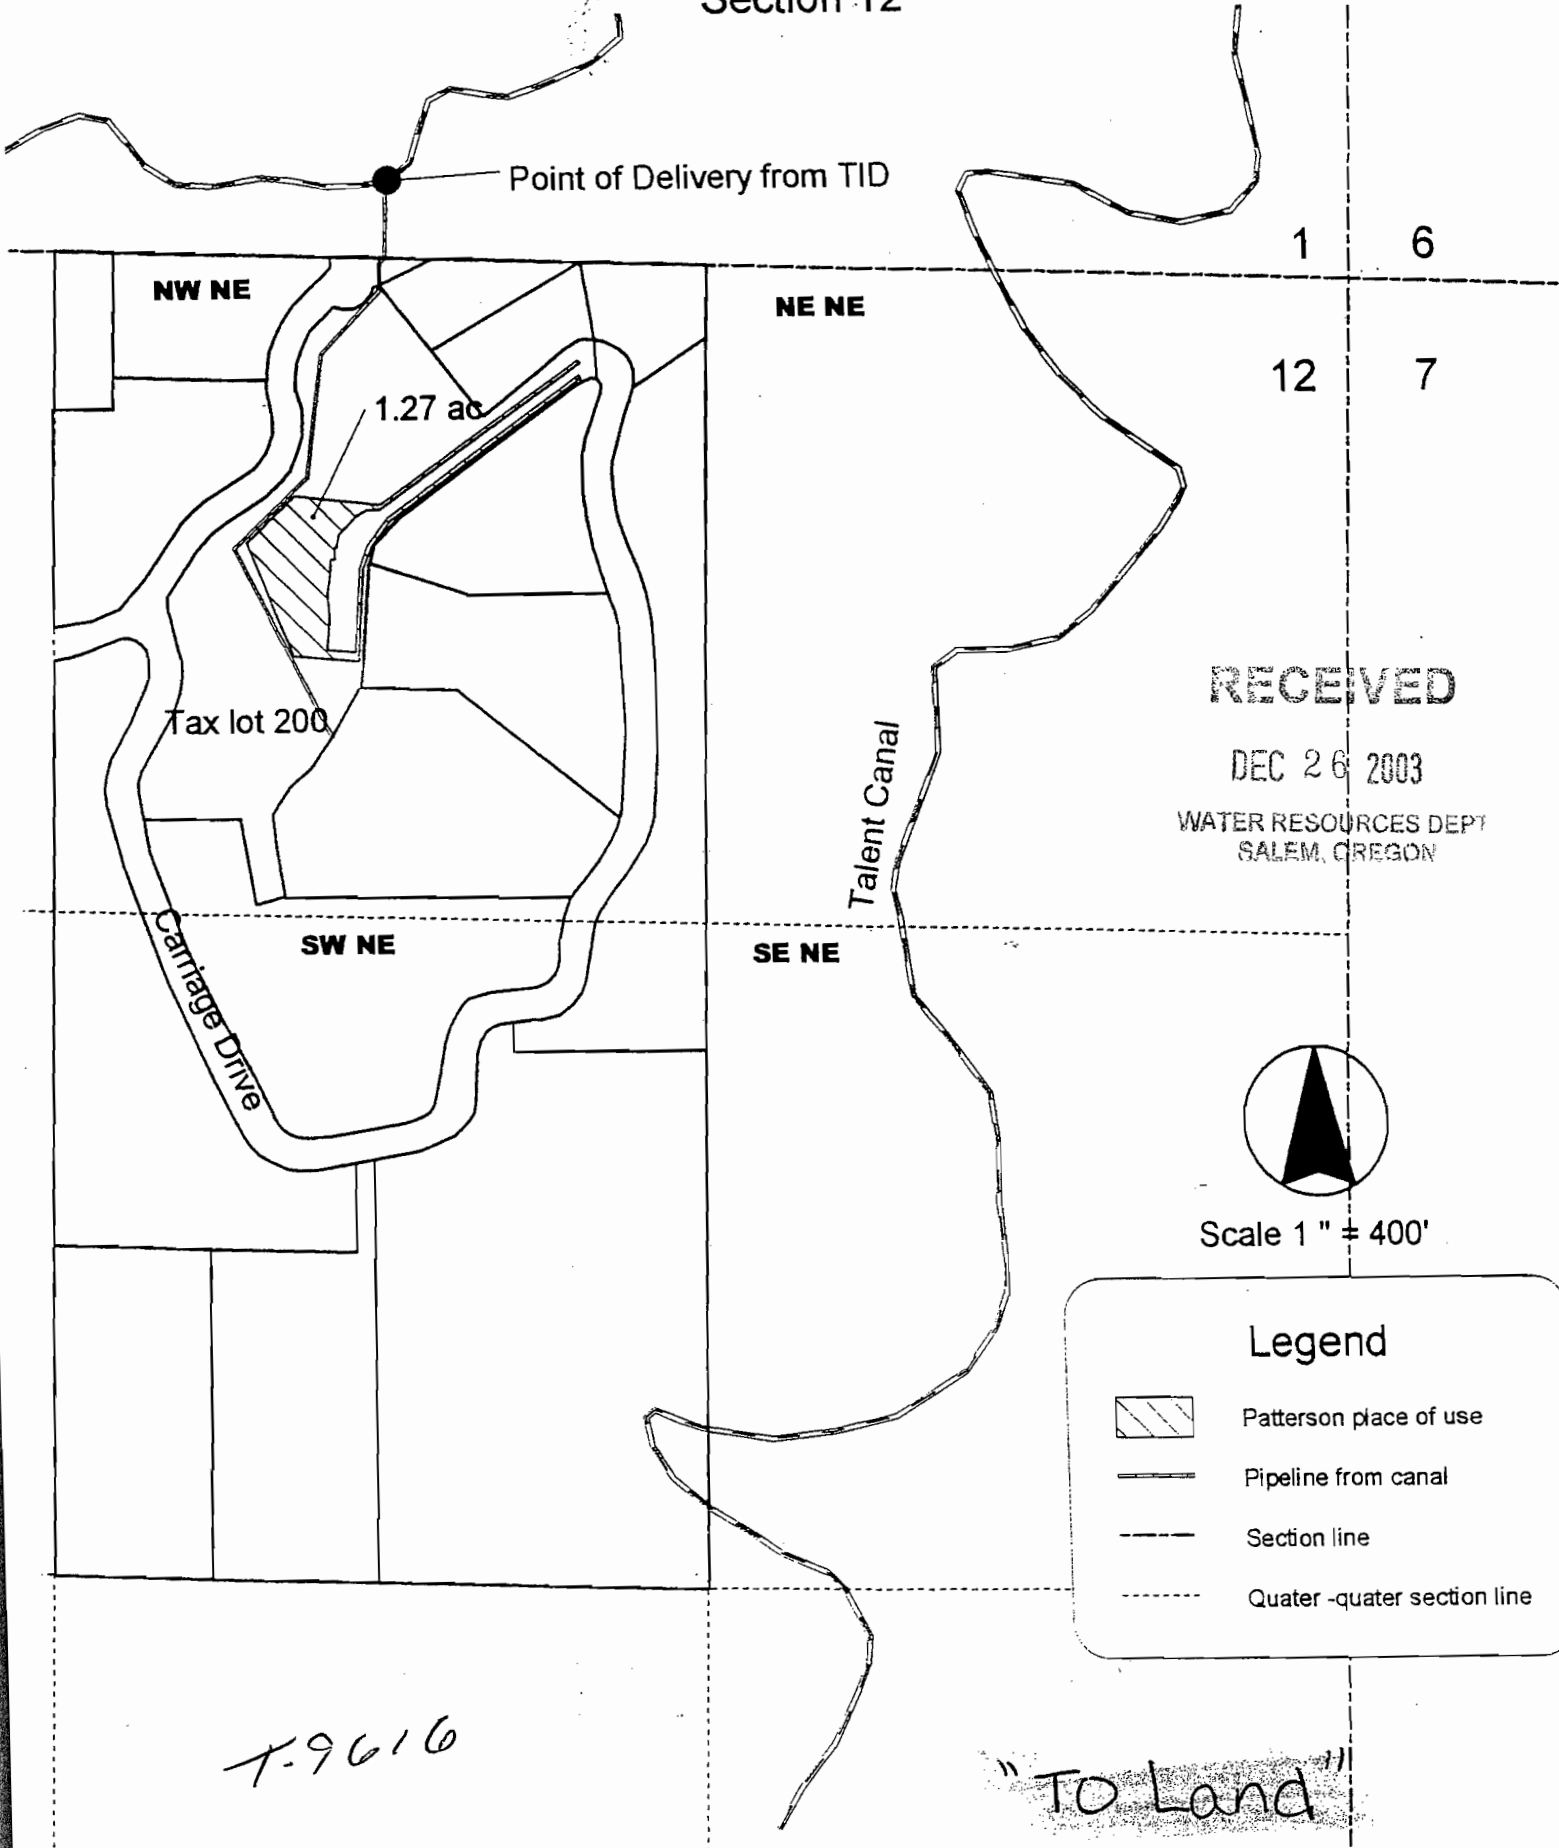 Section 12
Point of Delivery from TID
1 6
NW NE
NE NE
12 7
1.27 ac
RECEIVED
Tax lot 200
DEC 26 2003
Talent Canal
WATER RESOURCES DEPT
SALEM, OREGON
Carriage Drive
SW NE
SE NE
Scale 1 " = 400'
Legend
Patterson place of use
Pipeline from canal
Section line
Quater -quater section line
T-9616
"To Land"